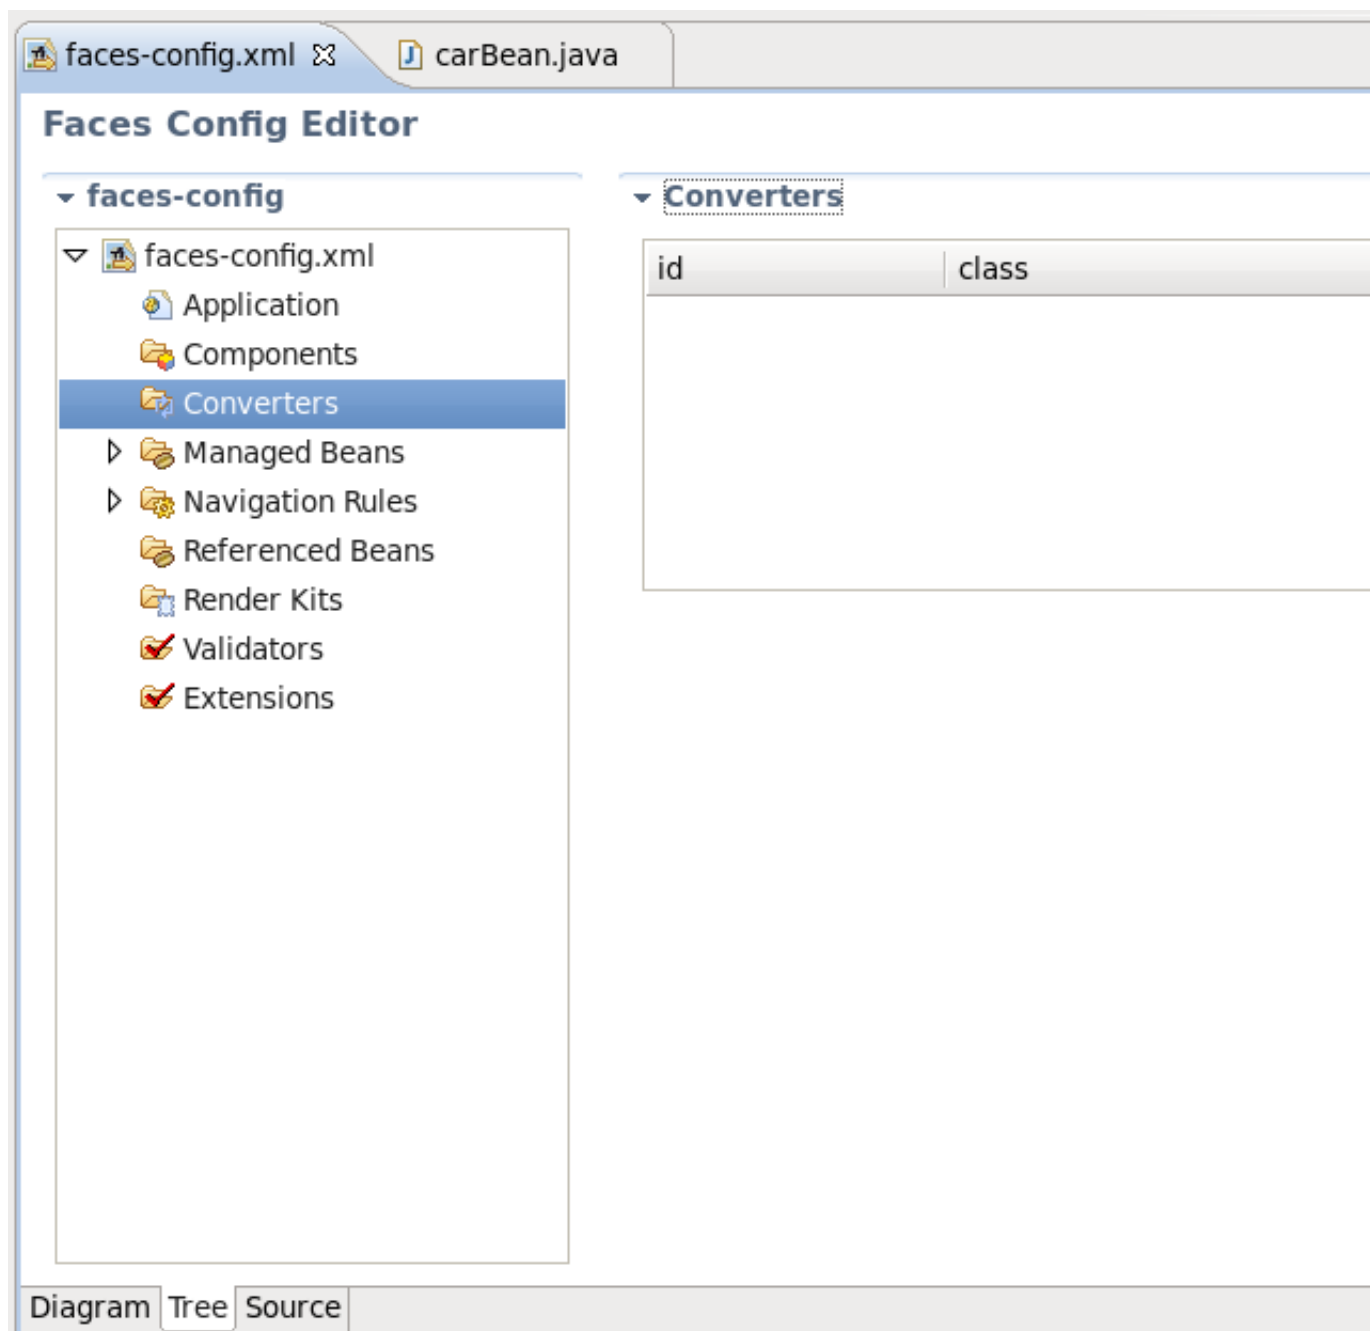 faces-config.xml carBean.java
Faces Config Editor
faces-config
Converters
faces-config.xml
Application
Components
Converters
Managed Beans
Navigation Rules
Referenced Beans
Render Kits
Validators
Extensions
id class
Diagram Tree Source